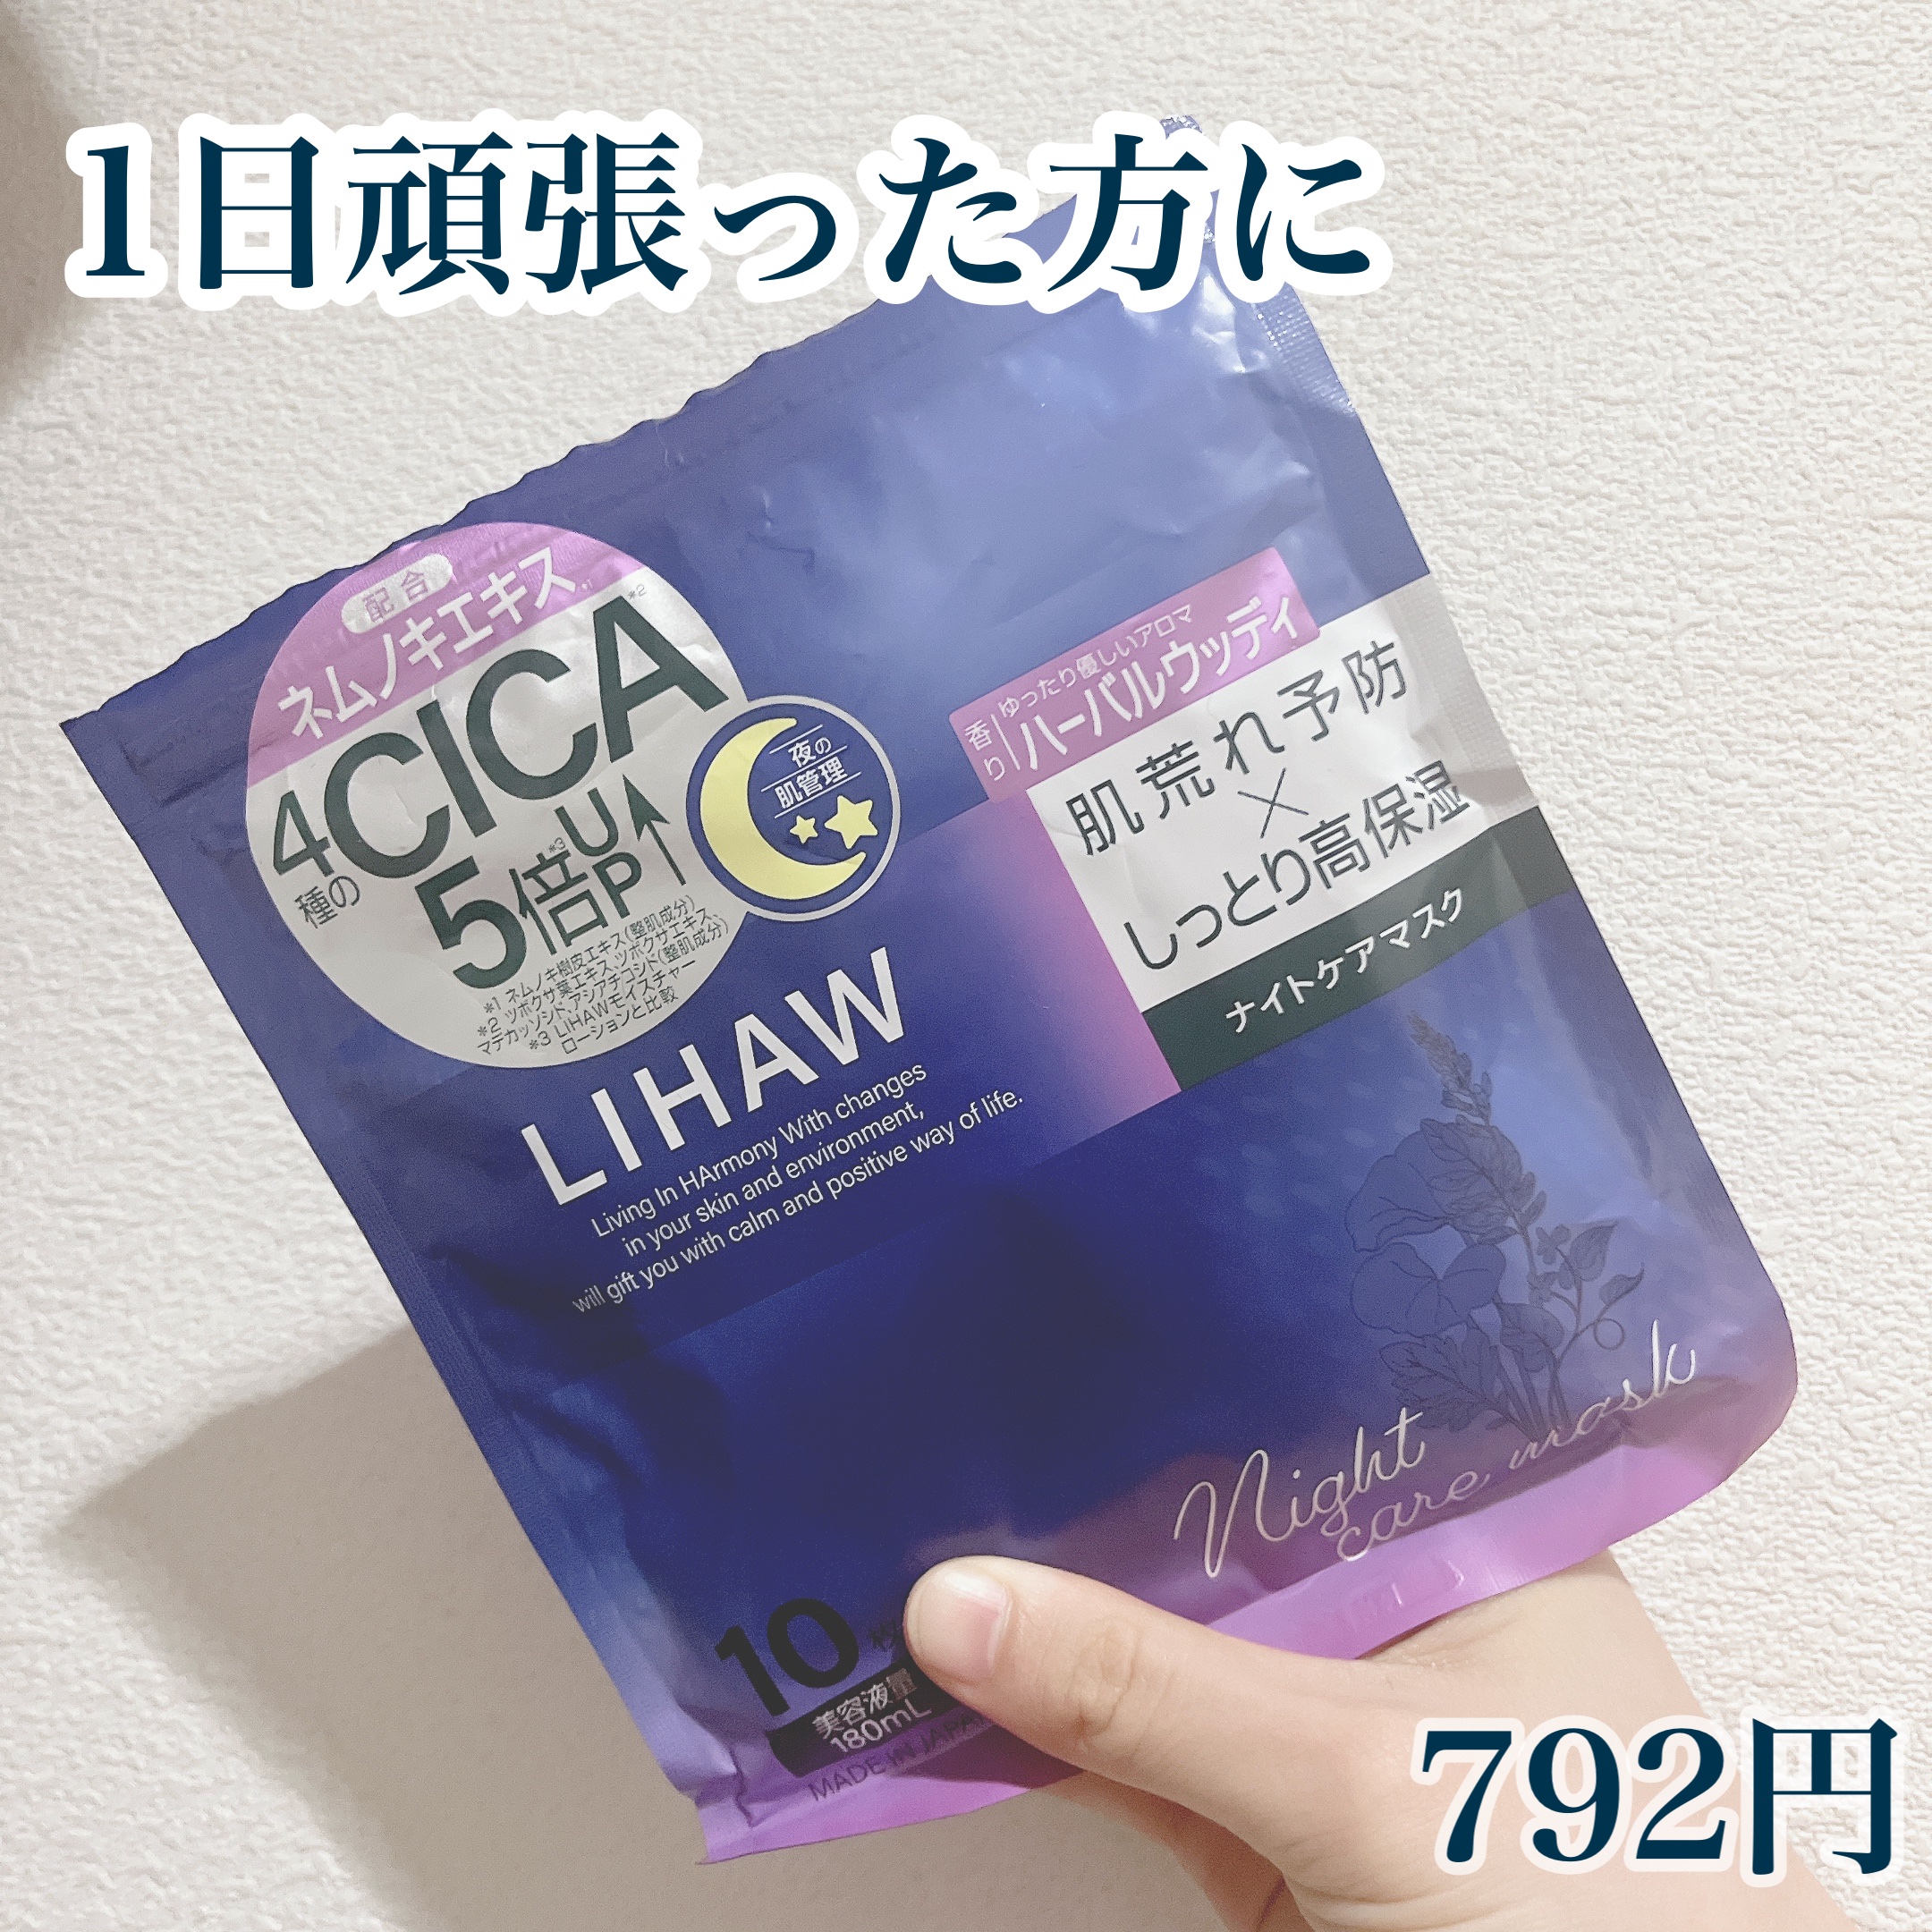 1日頑張った方に
配合
ネムノキエキス*1
4種のCICA*2
5倍*3UP
*1 ネムノキ樹皮エキス(整肌成分)
*2 ツボクサ葉エキス、ツボクサエキス、
マデカッソシド、アシアチコシド(整肌成分)
*3 LIHAWモイスチャー
ローションと比較
夜の
肌管理
香り
ゆったり優しいアロマ
ハーバルウッディ
肌荒れ予防
×
しっとり高保湿
ナイトケアマスク
LIHAW
Living In HArmony With changes
in your skin and environment,
will gift you with calm and positive way of life.
Night
care mask
10枚
美容液量
180mL
MADE IN JAPAN
792円